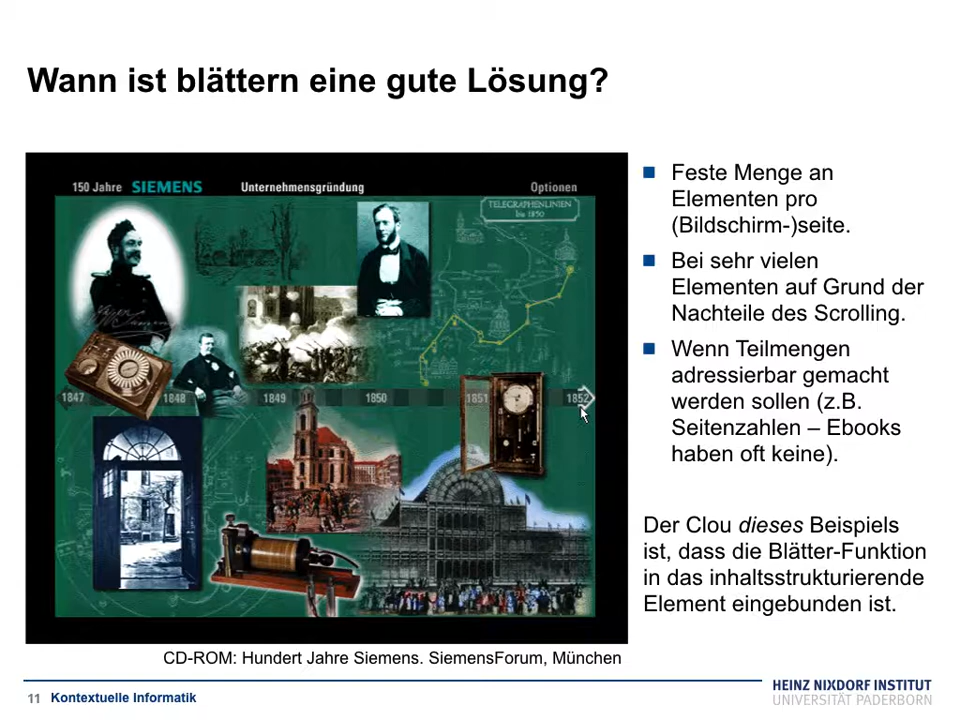 Wann ist blättern eine gute Lösung?
150 Jahre SIEMENS
Unternehmensgründung
Optionen
TELEGRAPHENLINIEN
bis 1850
1847
1848
1849
1850
1851
1852
Feste Menge an
Elementen pro
(Bildschirm-)seite.
Bei sehr vielen
Elementen auf Grund der
Nachteile des Scrolling.
Wenn Teilmengen
adressierbar gemacht
werden sollen (z.B.
Seitenzahlen – Ebooks
haben oft keine).
Der Clou dieses Beispiels
ist, dass die Blätter-Funktion
in das inhaltsstrukturierende
Element eingebunden ist.
CD-ROM: Hundert Jahre Siemens. SiemensForum, München
11 Kontextuelle Informatik
HEINZ NIXDORF INSTITUT
UNIVERSITÄT PADERBORN